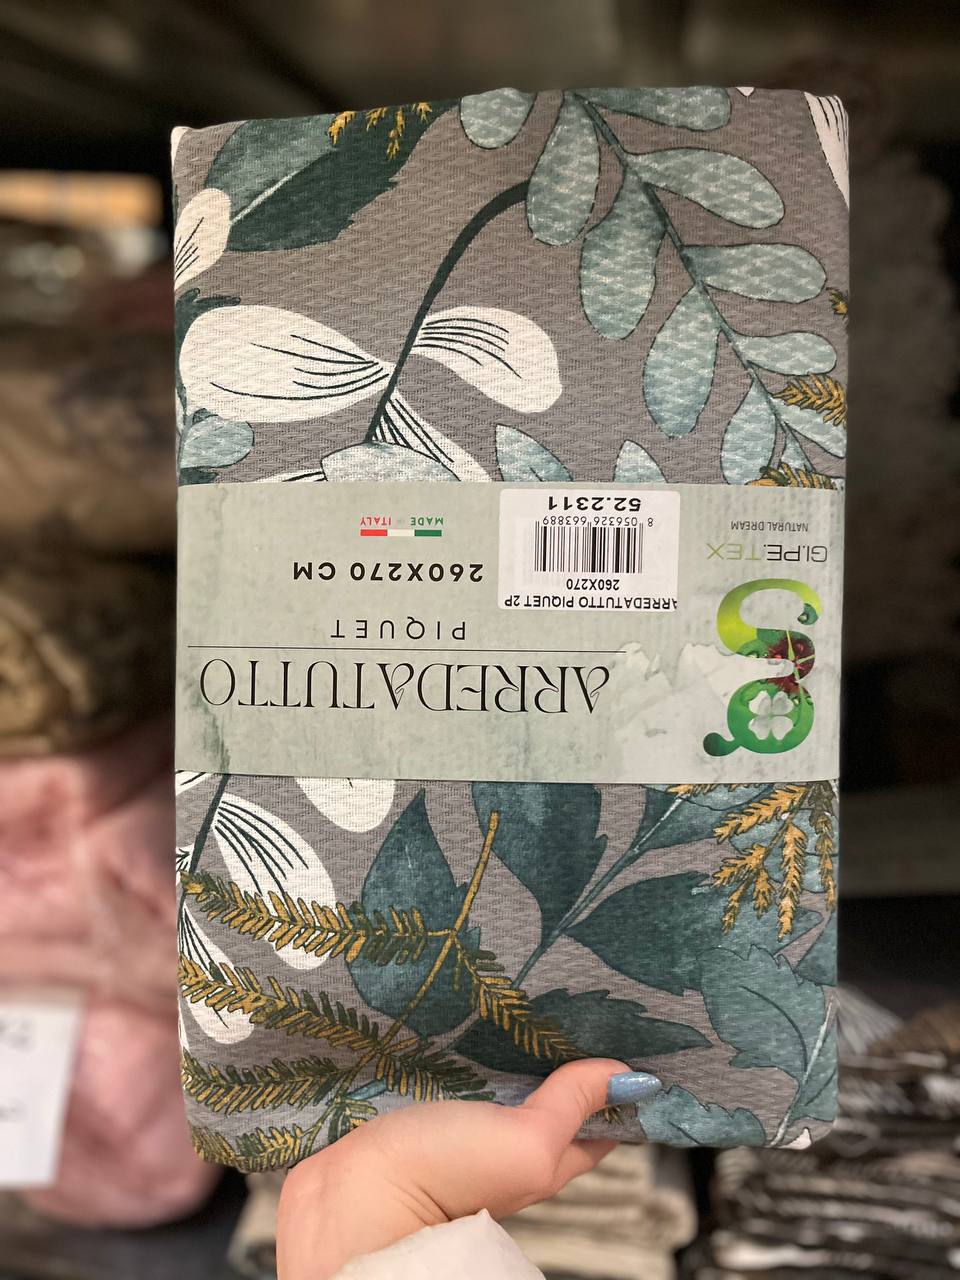 ARREDATUTTO
PIQUET
260X270 CM
MADE IN ITALY
GI.PE.TEX
NATURAL DREAM
ARREDATUTTO PIQUET 2P
260X270
8 056326 663889
52.2311